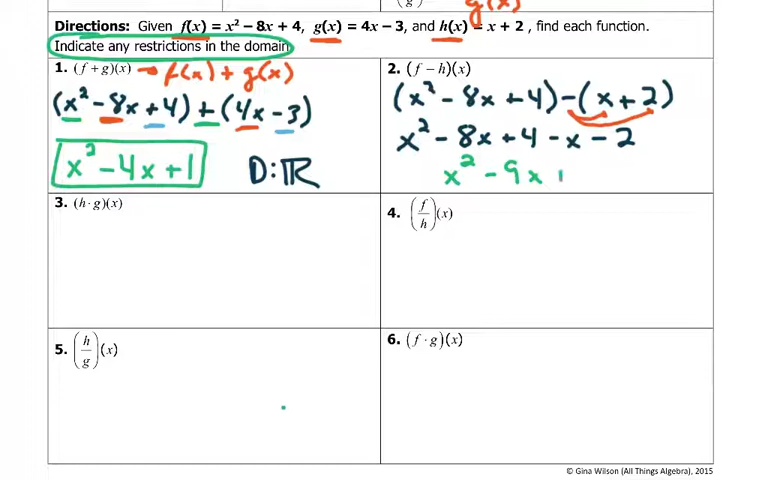 g(x)
(g)
Directions: Given f(x) = x² − 8x + 4, g(x) = 4x − 3, and h(x) = x + 2 , find each function.
Indicate any restrictions in the domain
1. (f + g)(x) → f(x) + g(x)
(x² - 8x + 4) + (4x - 3)
x² - 4x + 1 D: ℝ
2. (f − h)(x)
(x² - 8x + 4) - (x + 2)
x² - 8x + 4 - x - 2
x² - 9x
3. (h · g)(x)
4. (f/h)(x)
5. (h/g)(x)
6. (f · g)(x)
© Gina Wilson (All Things Algebra), 2015